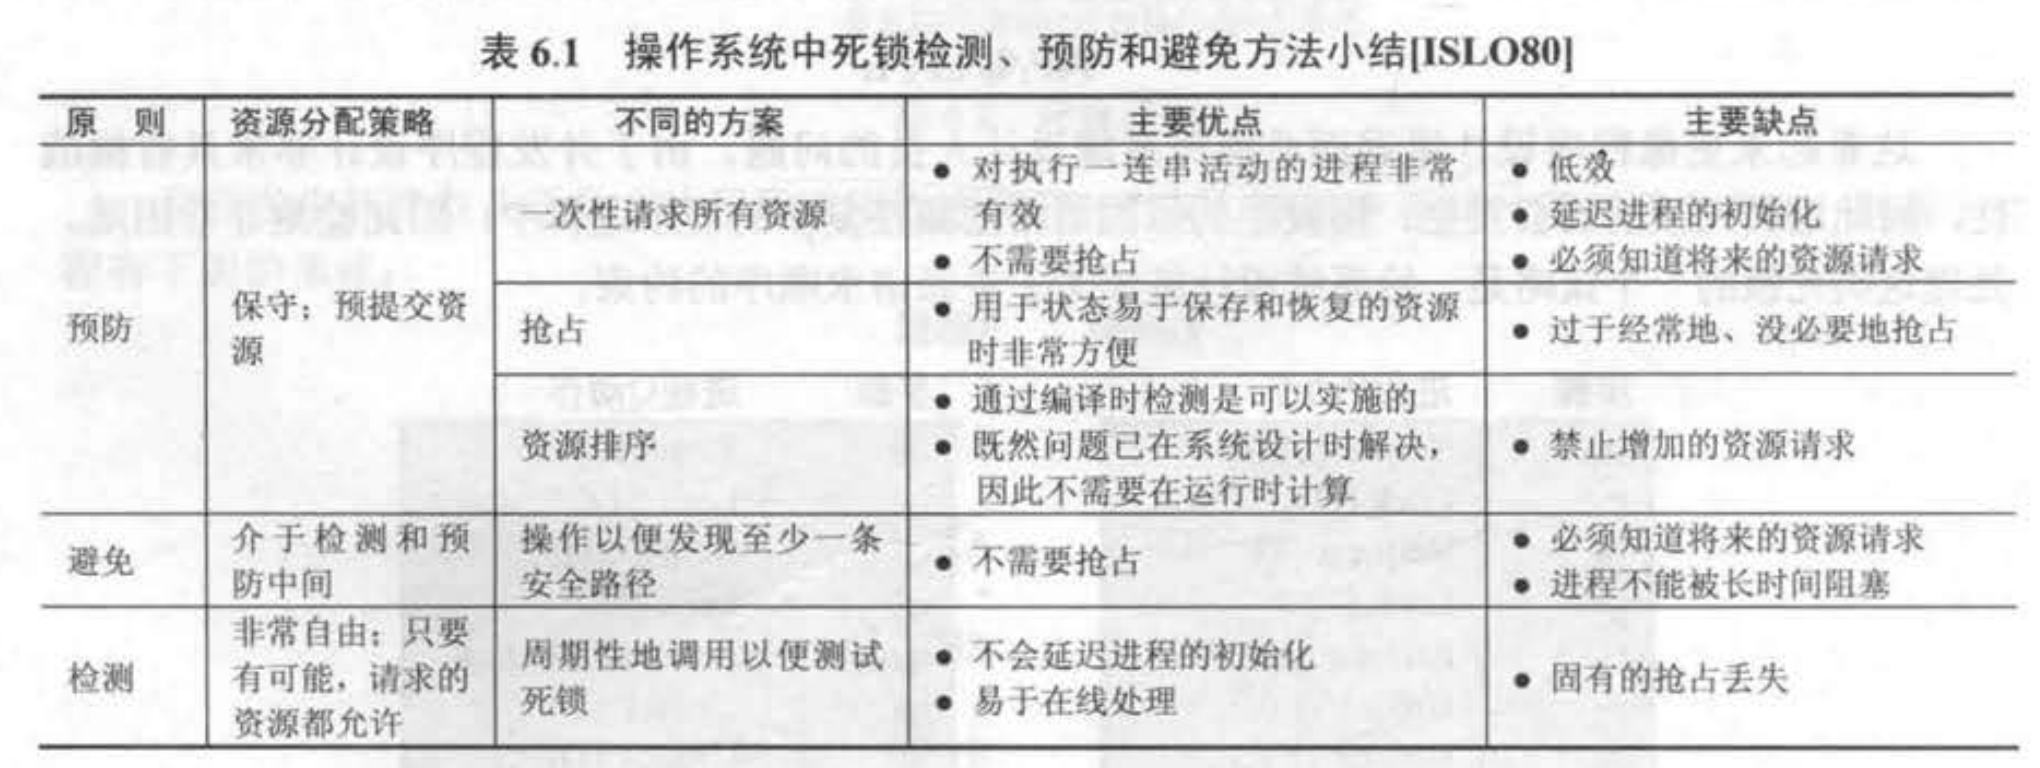 表 6.1 操作系统中死锁检测、预防和避免方法小结[ISLO80]
原 则 资源分配策略 不同的方案 主要优点 主要缺点
预防
保守；预提交资
源
一次性请求所有资源
● 对执行一连串活动的进程非常
有效
● 不需要抢占
● 低效
● 延迟进程的初始化
● 必须知道将来的资源请求
抢占
● 用于状态易于保存和恢复的资源
时非常方便
● 过于经常地、没必要地抢占
资源排序
● 通过编译时检测是可以实施的
● 既然问题已在系统设计时解决，
因此不需要在运行时计算
● 禁止增加的资源请求
避免
介于检测和预
防中间
操作以便发现至少一条
安全路径
● 不需要抢占
● 必须知道将来的资源请求
● 进程不能被长时间阻塞
检测
非常自由；只要
有可能，请求的
资源都允许
周期性地调用以便测试
死锁
● 不会延迟进程的初始化
● 易于在线处理
● 固有的抢占丢失